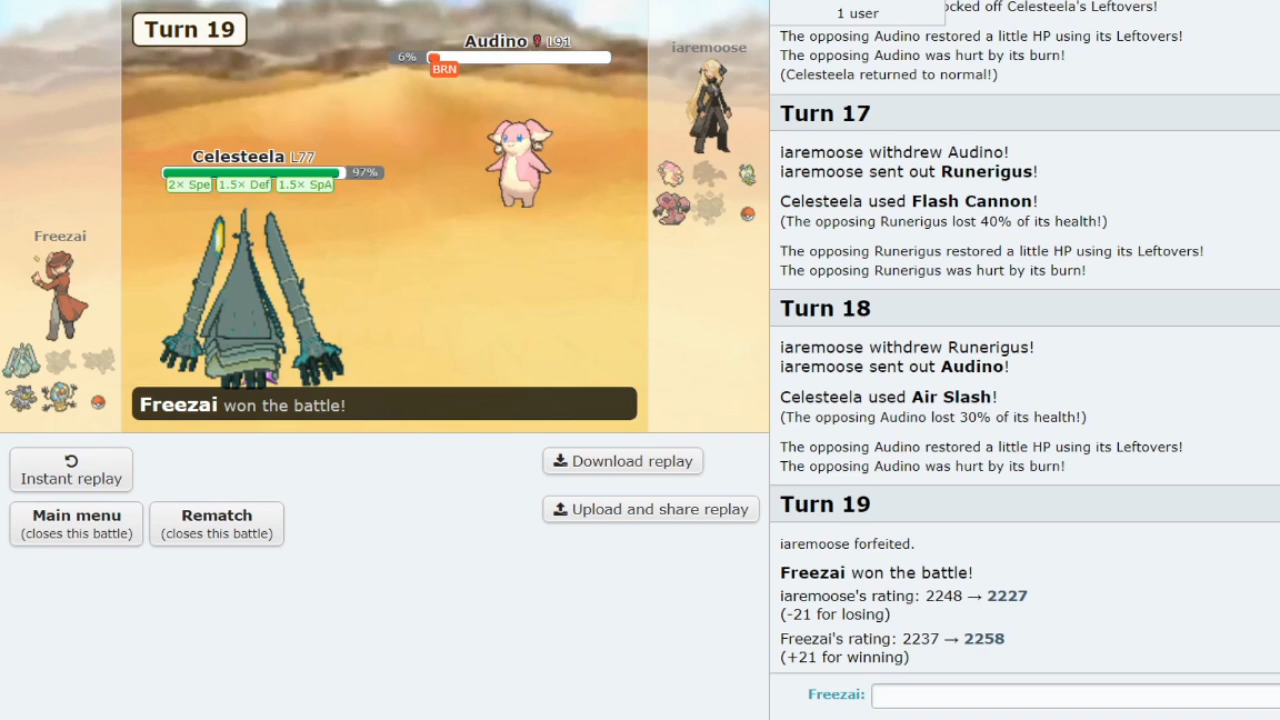 Turn 19
Audino L91
6%
BRN
Celesteela L77
97%
2× Spe 1.5× Def 1.5× SpA
Freezai
iaremoose
Freezai won the battle!
Instant replay
Download replay
Main menu
(closes this battle)
Rematch
(closes this battle)
Upload and share replay
1 user
ocked off Celesteela's Leftovers!
The opposing Audino restored a little HP using its Leftovers!
The opposing Audino was hurt by its burn!
(Celesteela returned to normal!)
Turn 17
iaremoose withdrew Audino!
iaremoose sent out Runerigus!
Celesteela used Flash Cannon!
(The opposing Runerigus lost 40% of its health!)
The opposing Runerigus restored a little HP using its Leftovers!
The opposing Runerigus was hurt by its burn!
Turn 18
iaremoose withdrew Runerigus!
iaremoose sent out Audino!
Celesteela used Air Slash!
(The opposing Audino lost 30% of its health!)
The opposing Audino restored a little HP using its Leftovers!
The opposing Audino was hurt by its burn!
Turn 19
iaremoose forfeited.
Freezai won the battle!
iaremoose's rating: 2248 → 2227
(-21 for losing)
Freezai's rating: 2237 → 2258
(+21 for winning)
Freezai: